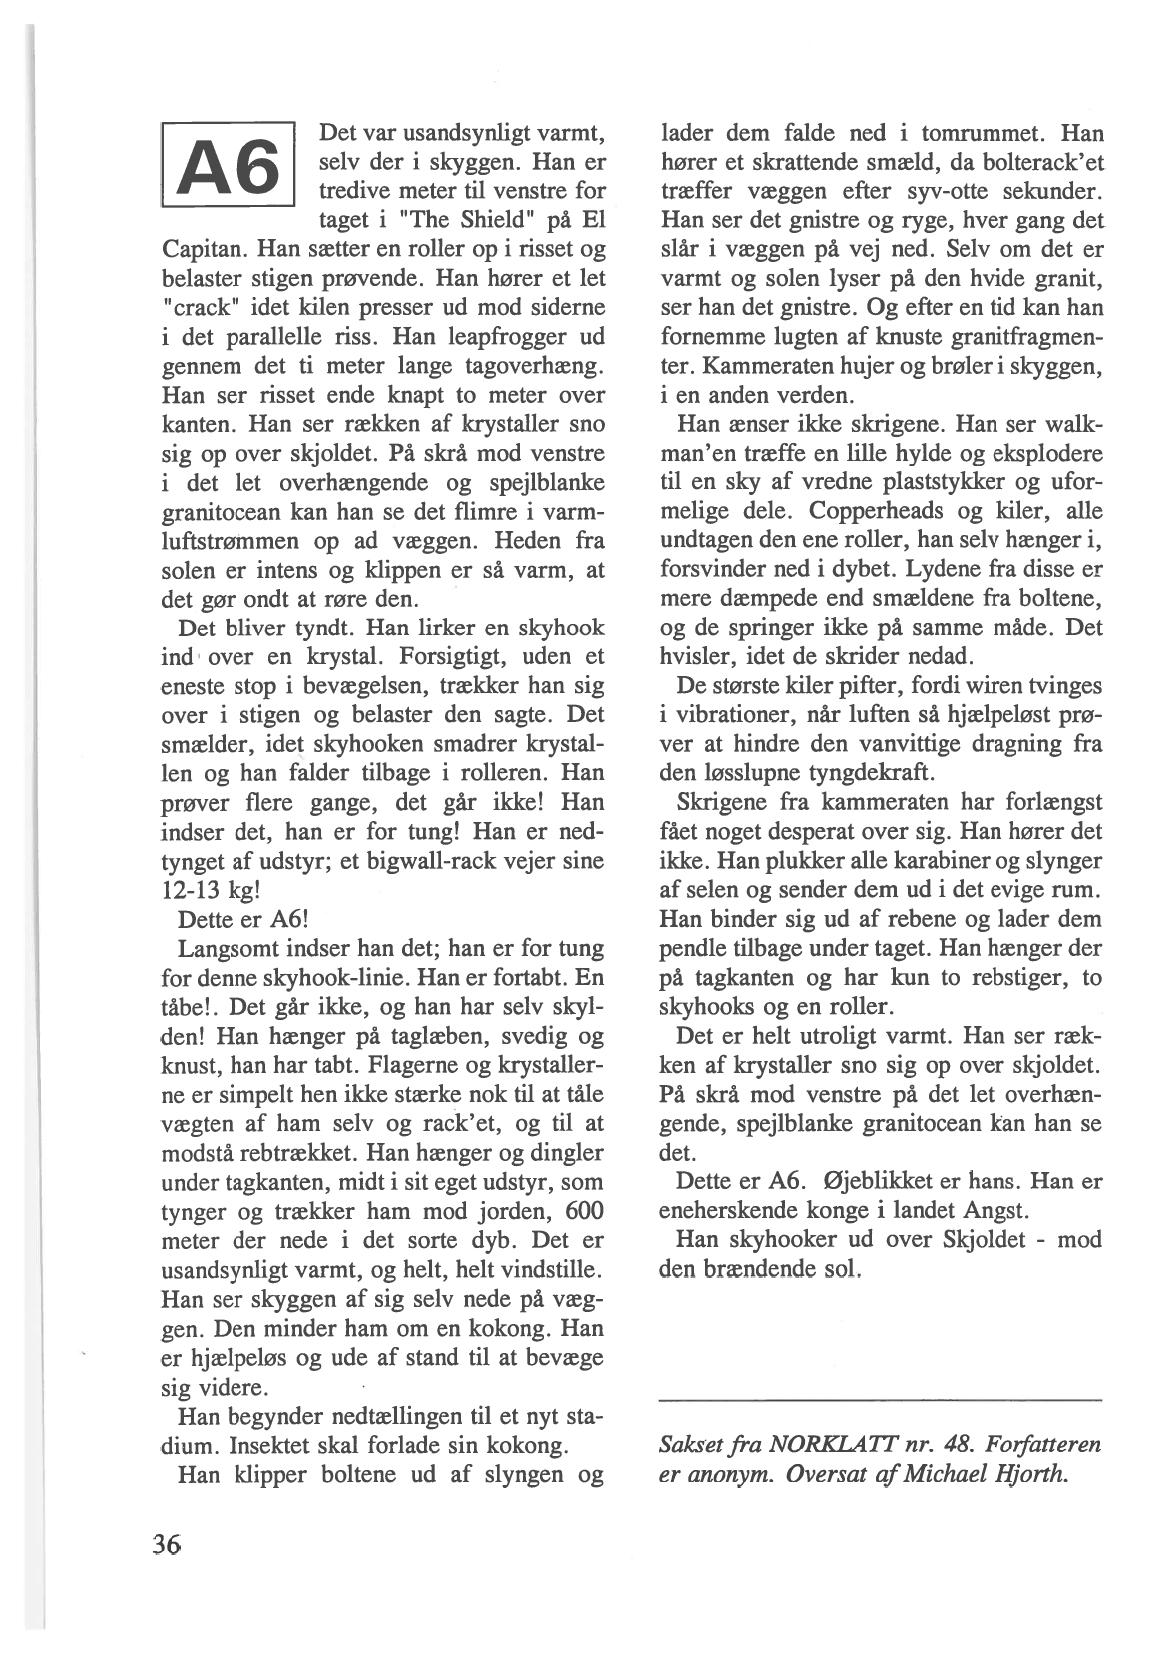 A6
Det var usandsynligt varmt,
selv der i skyggen. Han er
tredive meter til venstre for
taget i "The Shield" på El
Capitan. Han sætter en roller op i risset og
belaster stigen prøvende. Han hører et let
"crack" idet kilen presser ud mod siderne
i det parallelle riss. Han leapfrogger ud
gennem det ti meter lange tagoverhæng.
Han ser risset ende knapt to meter over
kanten. Han ser rækken af krystaller sno
sig op over skjoldet. På skrå mod venstre
i det let overhængende og spejlblanke
granitocean kan han se det flimre i varm-
luftstrømmen op ad væggen. Heden fra
solen er intens og klippen er så varm, at
det gør ondt at røre den.
Det bliver tyndt. Han lirker en skyhook
ind over en krystal. Forsigtigt, uden et
eneste stop i bevægelsen, trækker han sig
over i stigen og belaster den sagte. Det
smælder, idet skyhooken smadrer krystal-
len og han falder tilbage i rolleren. Han
prøver flere gange, det går ikke! Han
indser det, han er for tung! Han er ned-
tynget af udstyr; et bigwall-rack vejer sine
12-13 kg!
Dette er A6!
Langsomt indser han det; han er for tung
for denne skyhook-linie. Han er fortabt. En
tåbe!. Det går ikke, og han har selv skyl-
den! Han hænger på taglæben, svedig og
knust, han har tabt. Flagerne og krystaller-
ne er simpelt hen ikke stærke nok til at tåle
vægten af ham selv og rack'et, og til at
modstå rebtrækket. Han hænger og dingler
under tagkanten, midt i sit eget udstyr, som
tynger og trækker ham mod jorden, 600
meter der nede i det sorte dyb. Det er
usandsynligt varmt, og helt, helt vindstille.
Han ser skyggen af sig selv nede på væg-
gen. Den minder ham om en kokong. Han
er hjælpeløs og ude af stand til at bevæge
sig videre.
Han begynder nedtællingen til et nyt sta-
dium. Insektet skal forlade sin kokong.
Han klipper boltene ud af slyngen og
lader dem falde ned i tomrummet. Han
hører et skrattende smæld, da bolterack'et
træffer væggen efter syv-otte sekunder.
Han ser det gnistre og ryge, hver gang det
slår i væggen på vej ned. Selv om det er
varmt og solen lyser på den hvide granit,
ser han det gnistre. Og efter en tid kan han
fornemme lugten af knuste granitfragmen-
ter. Kammeraten hujer og brøler i skyggen,
i en anden verden.
Han ænser ikke skrigene. Han ser walk-
man'en træffe en lille hylde og eksplodere
til en sky af vredne plaststykker og ufor-
melige dele. Copperheads og kiler, alle
undtagen den ene roller, han selv hænger i,
forsvinder ned i dybet. Lydene fra disse er
mere dæmpede end smældene fra boltene,
og de springer ikke på samme måde. Det
hvisler, idet de skrider nedad.
De største kiler pifter, fordi wiren tvinges
i vibrationer, når luften så hjælpeløst prø-
ver at hindre den vanvittige dragning fra
den løsslupne tyngdekraft.
Skrigene fra kammeraten har forlængst
fået noget desperat over sig. Han hører det
ikke. Han plukker alle karabiner og slynger
af selen og sender dem ud i det evige rum.
Han binder sig ud af rebene og lader dem
pendle tilbage under taget. Han hænger der
på tagkanten og har kun to rebstiger, to
skyhooks og en roller.
Det er helt utroligt varmt. Han ser ræk-
ken af krystaller sno sig op over skjoldet.
På skrå mod venstre på det let overhæn-
gende, spejlblanke granitocean kan han se
det.
Dette er A6. Øjeblikket er hans. Han er
eneherskende konge i landet Angst.
Han skyhooker ud over Skjoldet - mod
den brændende sol.
Sakset fra NORKLATT nr. 48. Forfatteren
er anonym. Oversat af Michael Hjorth.
36